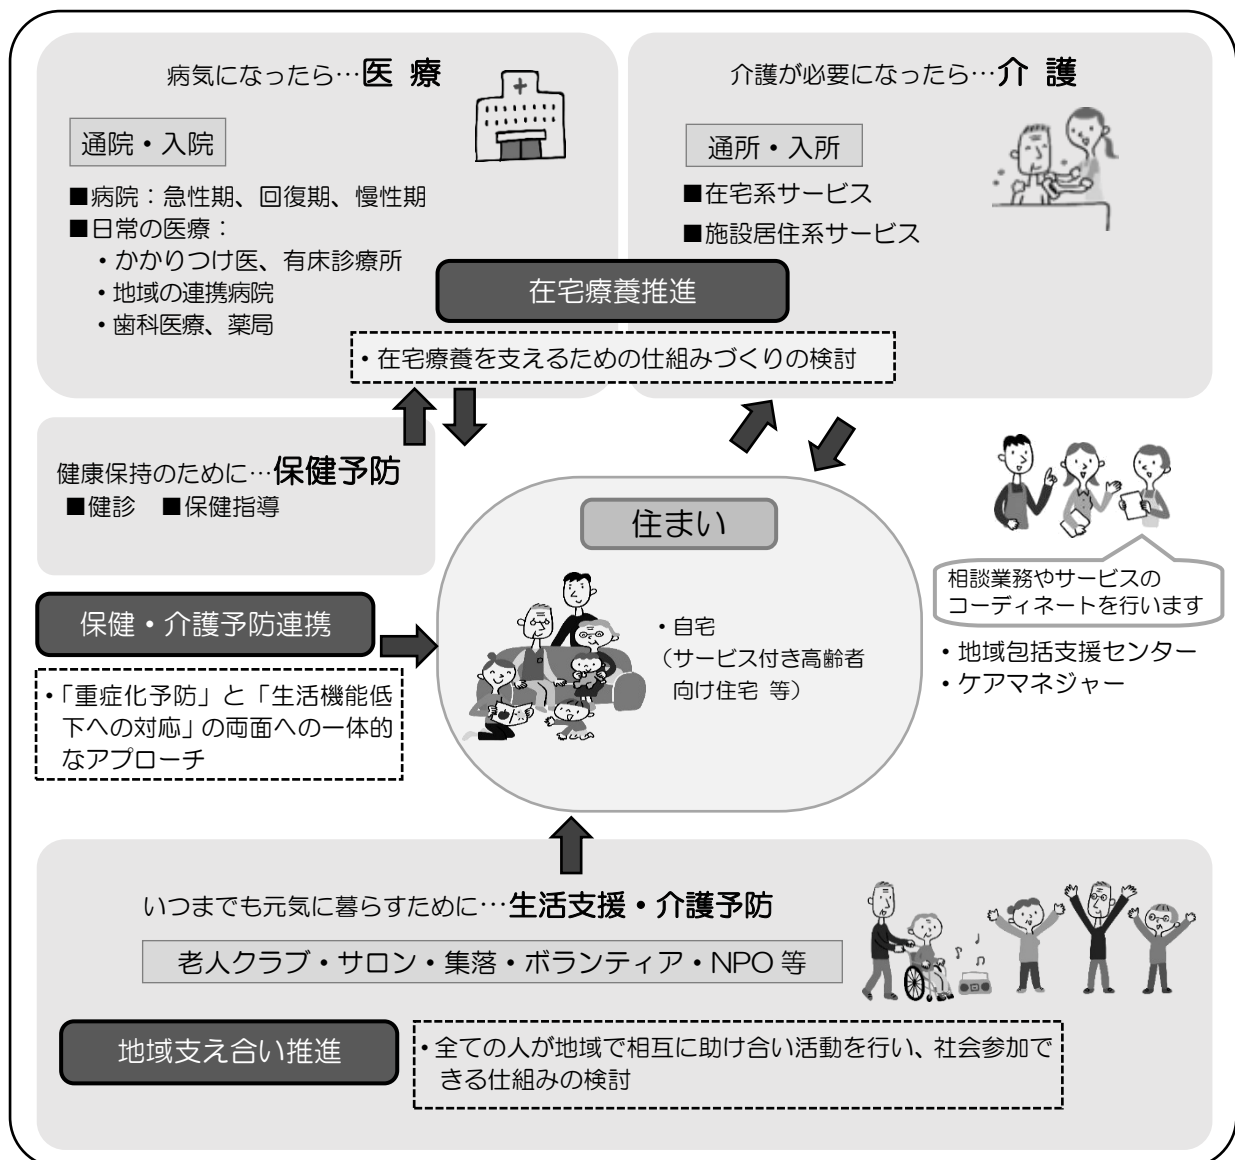 病気になったら…医 療
通院・入院
■病院：急性期、回復期、慢性期
■日常の医療：
・かかりつけ医、有床診療所
・地域の連携病院
・歯科医療、薬局
介護が必要になったら…介 護
通所・入所
■在宅系サービス
■施設居住系サービス
在宅療養推進
・在宅療養を支えるための仕組みづくりの検討
健康保持のために…保健予防
■健診 ■保健指導
保健・介護予防連携
・「重症化予防」と「生活機能低
下への対応」の両面への一体的
なアプローチ
住まい
・自宅
（サービス付き高齢者
向け住宅 等）
相談業務やサービスの
コーディネートを行います
・地域包括支援センター
・ケアマネジャー
いつまでも元気に暮らすために…生活支援・介護予防
老人クラブ・サロン・集落・ボランティア・NPO 等
地域支え合い推進
・全ての人が地域で相互に助け合い活動を行い、社会参加で
きる仕組みの検討